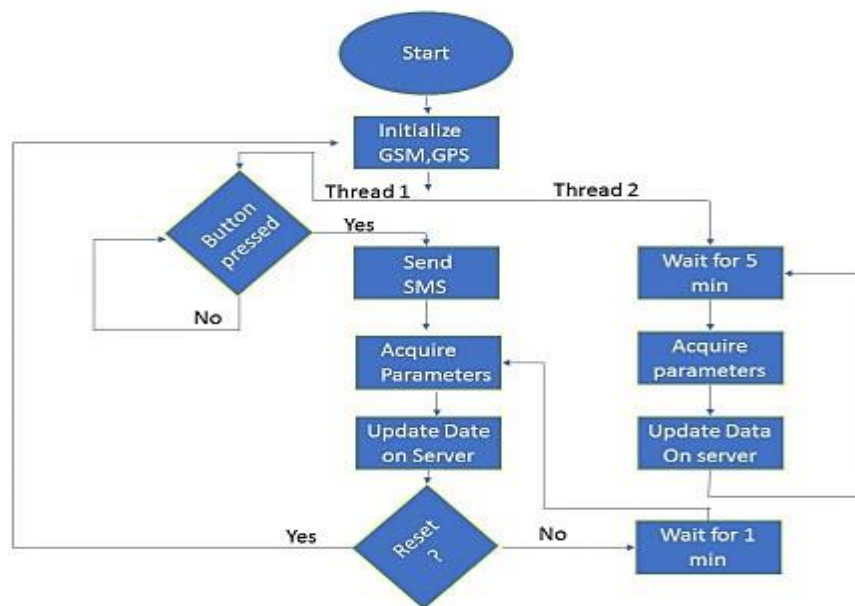 Start
Initialize
GSM,GPS
Thread 1
Thread 2
Button
pressed
Yes
No
Send
SMS
Wait for 5
min
Acquire
Parameters
Acquire
parameters
Update Date
on Server
Update Data
On server
Yes
Reset
?
No
Wait for 1
min